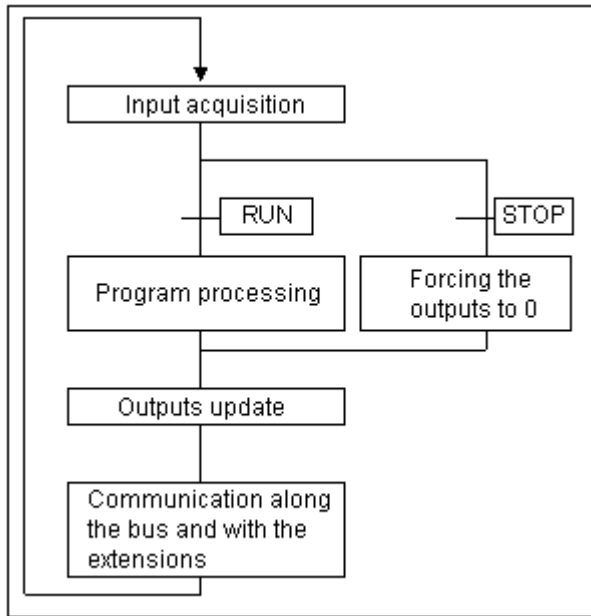 Input acquisition
RUN
STOP
Program processing
Forcing the
outputs to 0
Outputs update
Communication along
the bus and with the
extensions